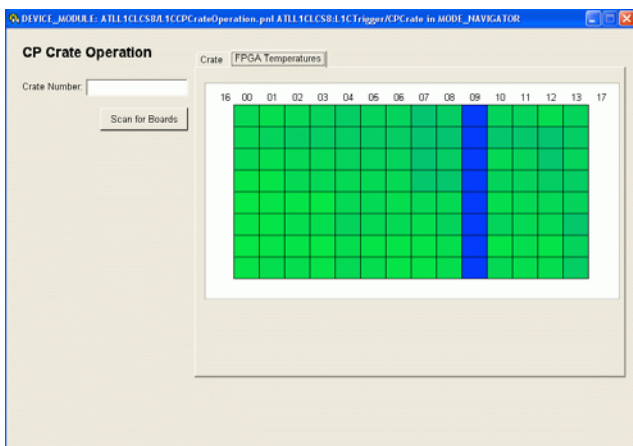 DEVICE_MODULE: ATLL1CLCS8/L1CCPCrateOperation.pnl ATLL1CLCS8:L1CTrigger/CPCrate in MODE_NAVIGATOR
CP Crate Operation
Crate Number:
Scan for Boards
Crate FPGA Temperatures
16 00 01 02 03 04 05 06 07 08 09 10 11 12 13 17